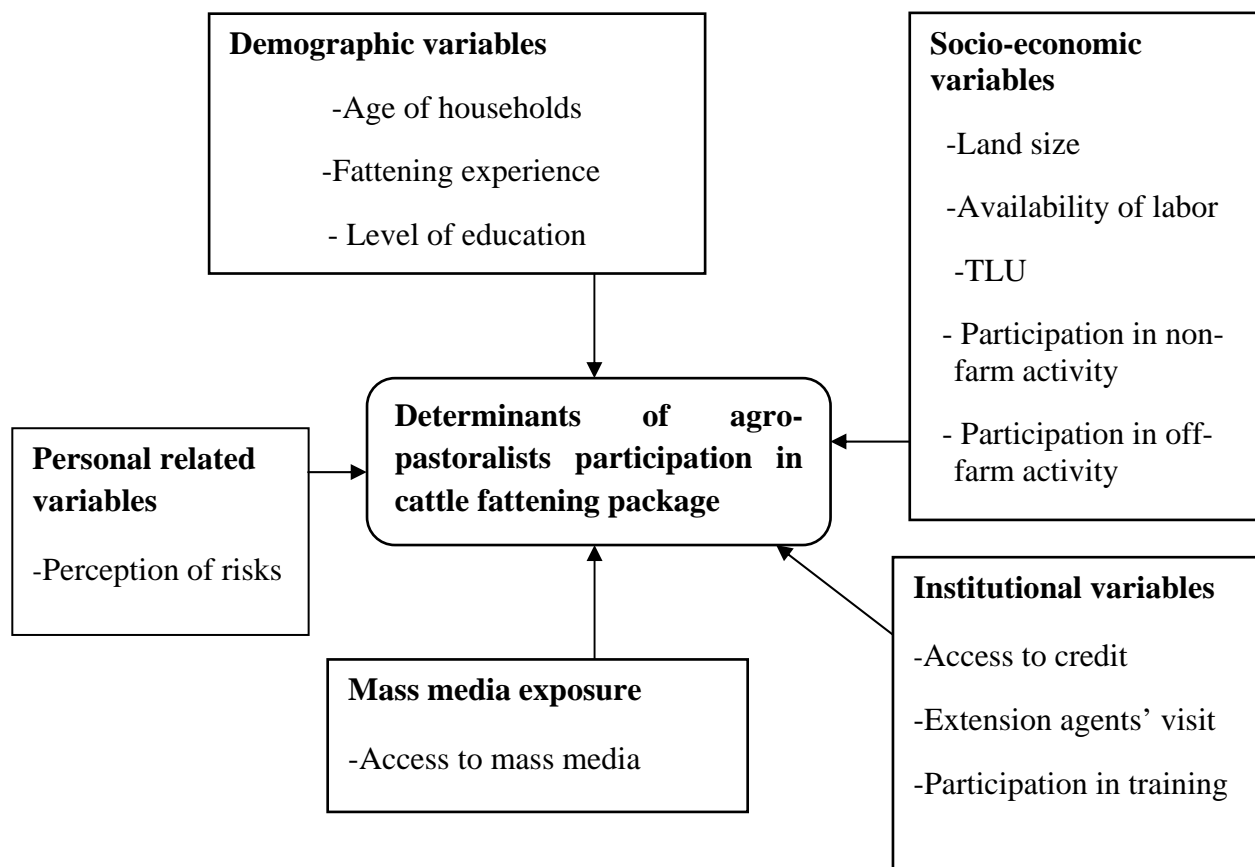 Demographic variables
-Age of households
-Fattening experience
- Level of education
Socio-economic
variables
-Land size
-Availability of labor
-TLU
- Participation in non-
farm activity
- Participation in off-
farm activity
Determinants of agro-
pastoralists participation in
cattle fattening package
Personal related
variables
-Perception of risks
Mass media exposure
-Access to mass media
Institutional variables
-Access to credit
-Extension agents’ visit
-Participation in training